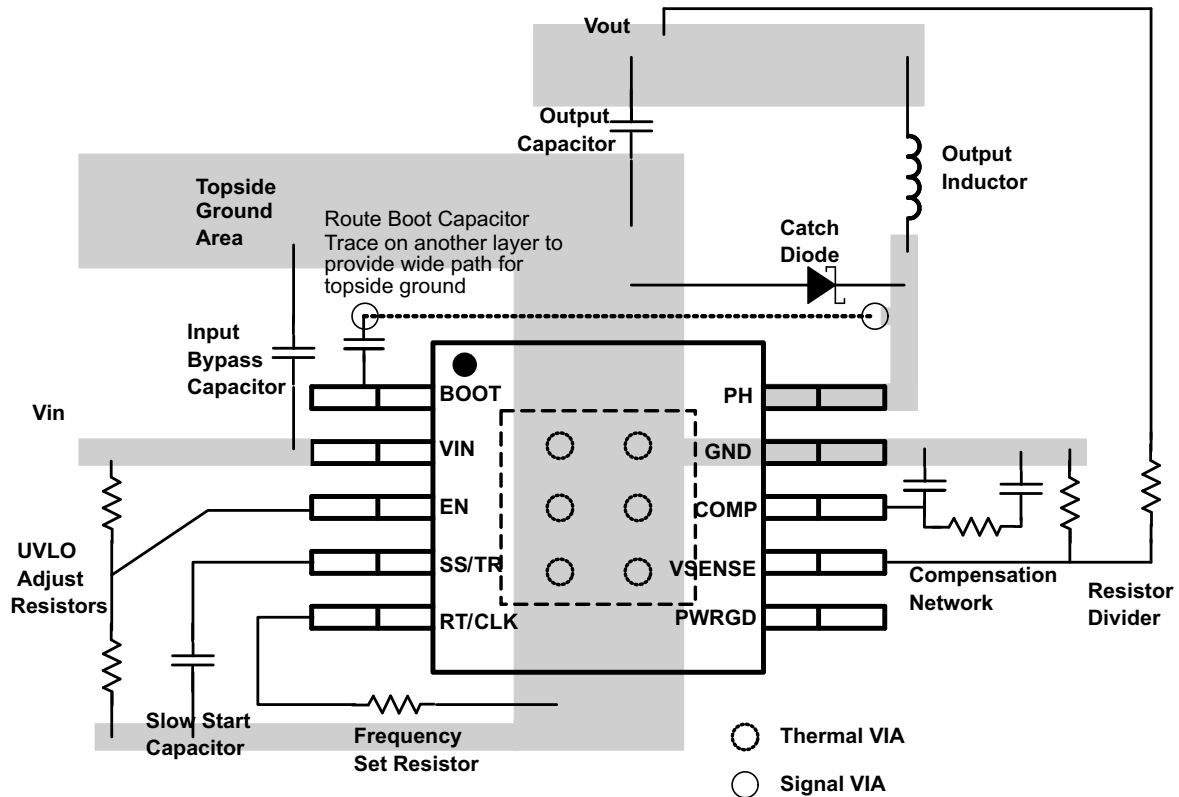 Vout
Output
Capacitor
Output
Inductor
Topside
Ground
Area
Route Boot Capacitor
Trace on another layer to
provide wide path for
topside ground
Catch
Diode
Input
Bypass
Capacitor
Vin
BOOT
VIN
EN
SS/TR
RT/CLK
PH
GND
COMP
VSENSE
PWRGD
UVLO
Adjust
Resistors
Compensation
Network
Resistor
Divider
Slow Start
Capacitor
Frequency
Set Resistor
Thermal VIA
Signal VIA